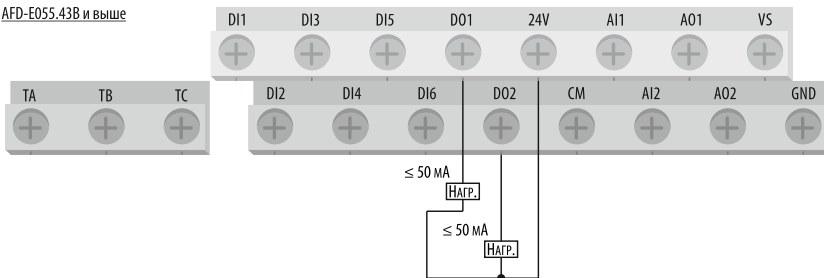 AFD-E055.43B и выше
DI1 DI3 DI5 DO1 24V AI1 AO1 VS
TA TB TC DI2 DI4 DI6 DO2 CM AI2 AO2 GND
≤ 50 мА
Нагр.
≤ 50 мА
Нагр.